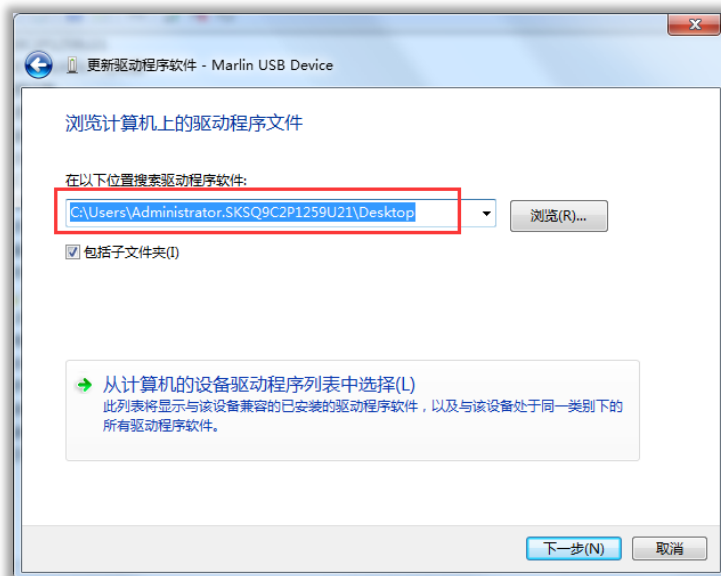 更新驱动程序软件 - Marlin USB Device
浏览计算机上的驱动程序文件
在以下位置搜索驱动程序软件:
C:\Users\Administrator.SKSQ9C2P1259U21\Desktop
浏览(R)...
包括子文件夹(I)
从计算机的设备驱动程序列表中选择(L)
此列表将显示与该设备兼容的已安装的驱动程序软件，以及与该设备处于同一类别下的
所有驱动程序软件。
下一步(N)
取消